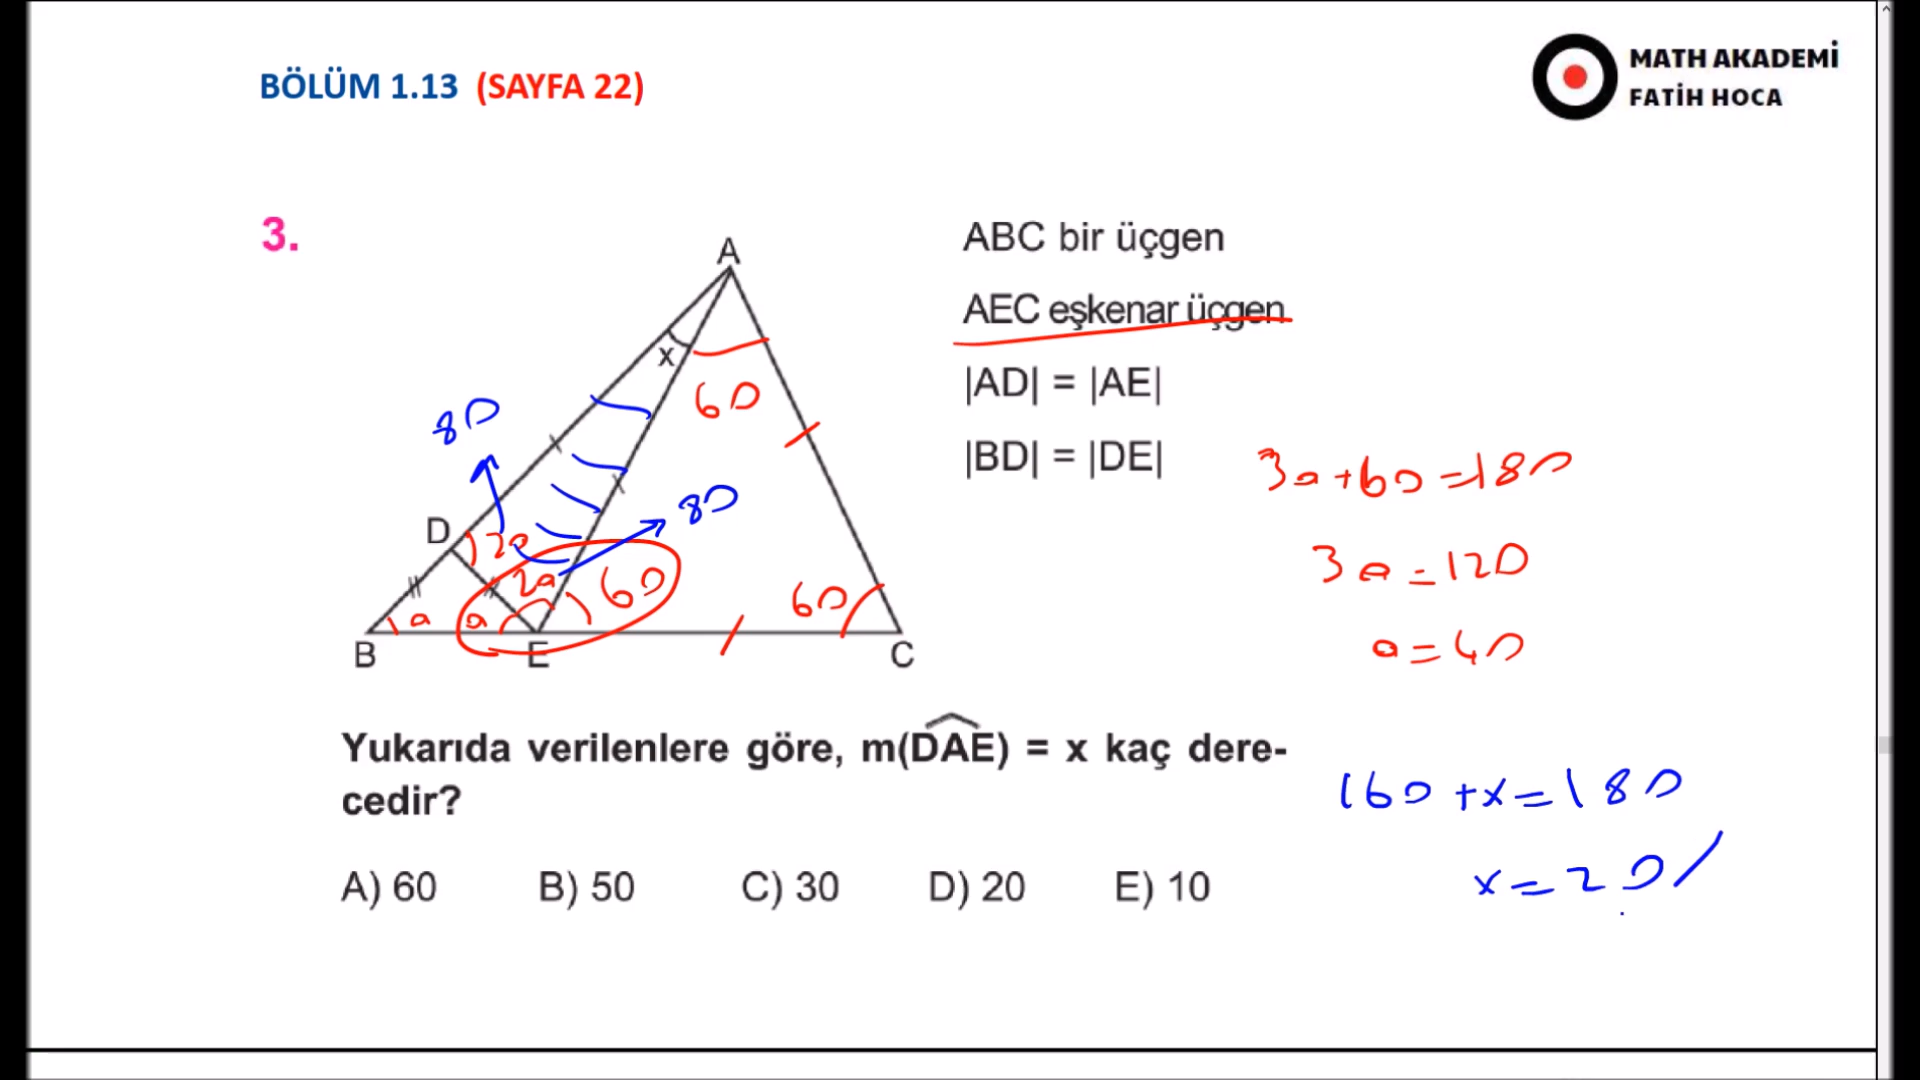 BÖLÜM 1.13 (SAYFA 22)
MATH AKADEMİ
FATİH HOCA
3.
A
ABC bir üçgen
AEC eşkenar üçgen
|AD| = |AE|
|BD| = |DE|
x
60
80
80
D
2a
2a
60
60
a
a
B
E
C
3a+60=180
3a=120
a=40
Yukarıda verilenlere göre, m(DAE) = x kaç dere-
cedir?
160+x=180
x=20
A) 60 B) 50 C) 30 D) 20 E) 10